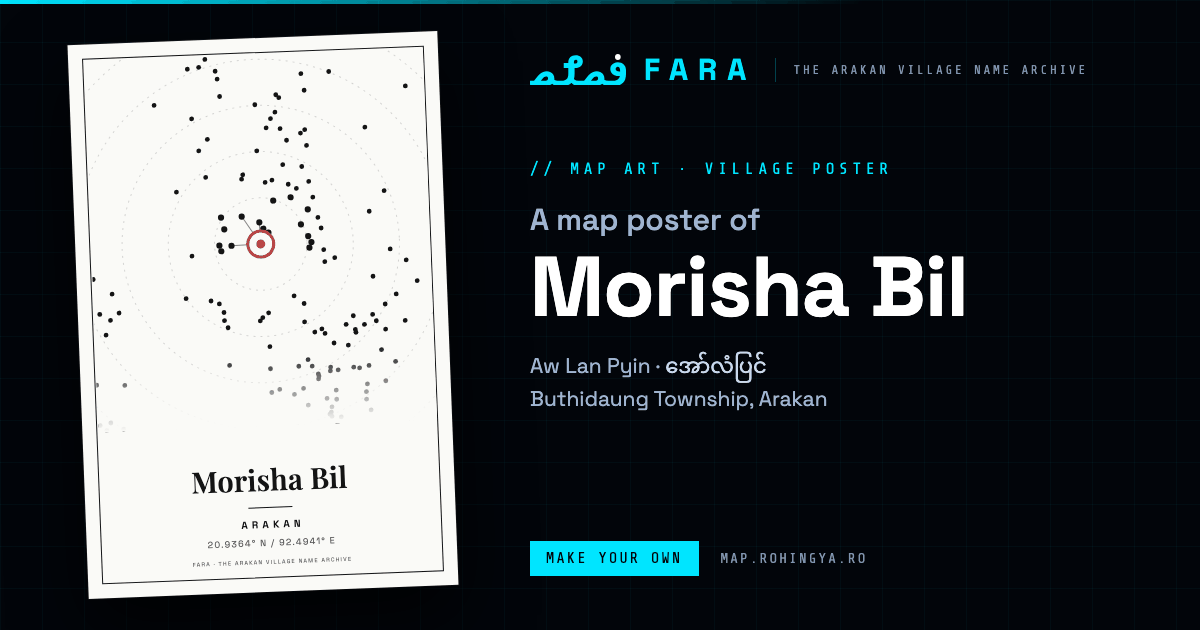 FARA
THE ARAKAN VILLAGE NAME ARCHIVE
// MAP ART · VILLAGE POSTER
A map poster of
Morisha Bil
Aw Lan Pyin · အော်လံပြင်
Buthidaung Township, Arakan
MAKE YOUR OWN
MAP.ROHINGYA.RO
Morisha Bil
ARAKAN
20.9364° N / 92.4941° E
FARA · THE ARAKAN VILLAGE NAME ARCHIVE